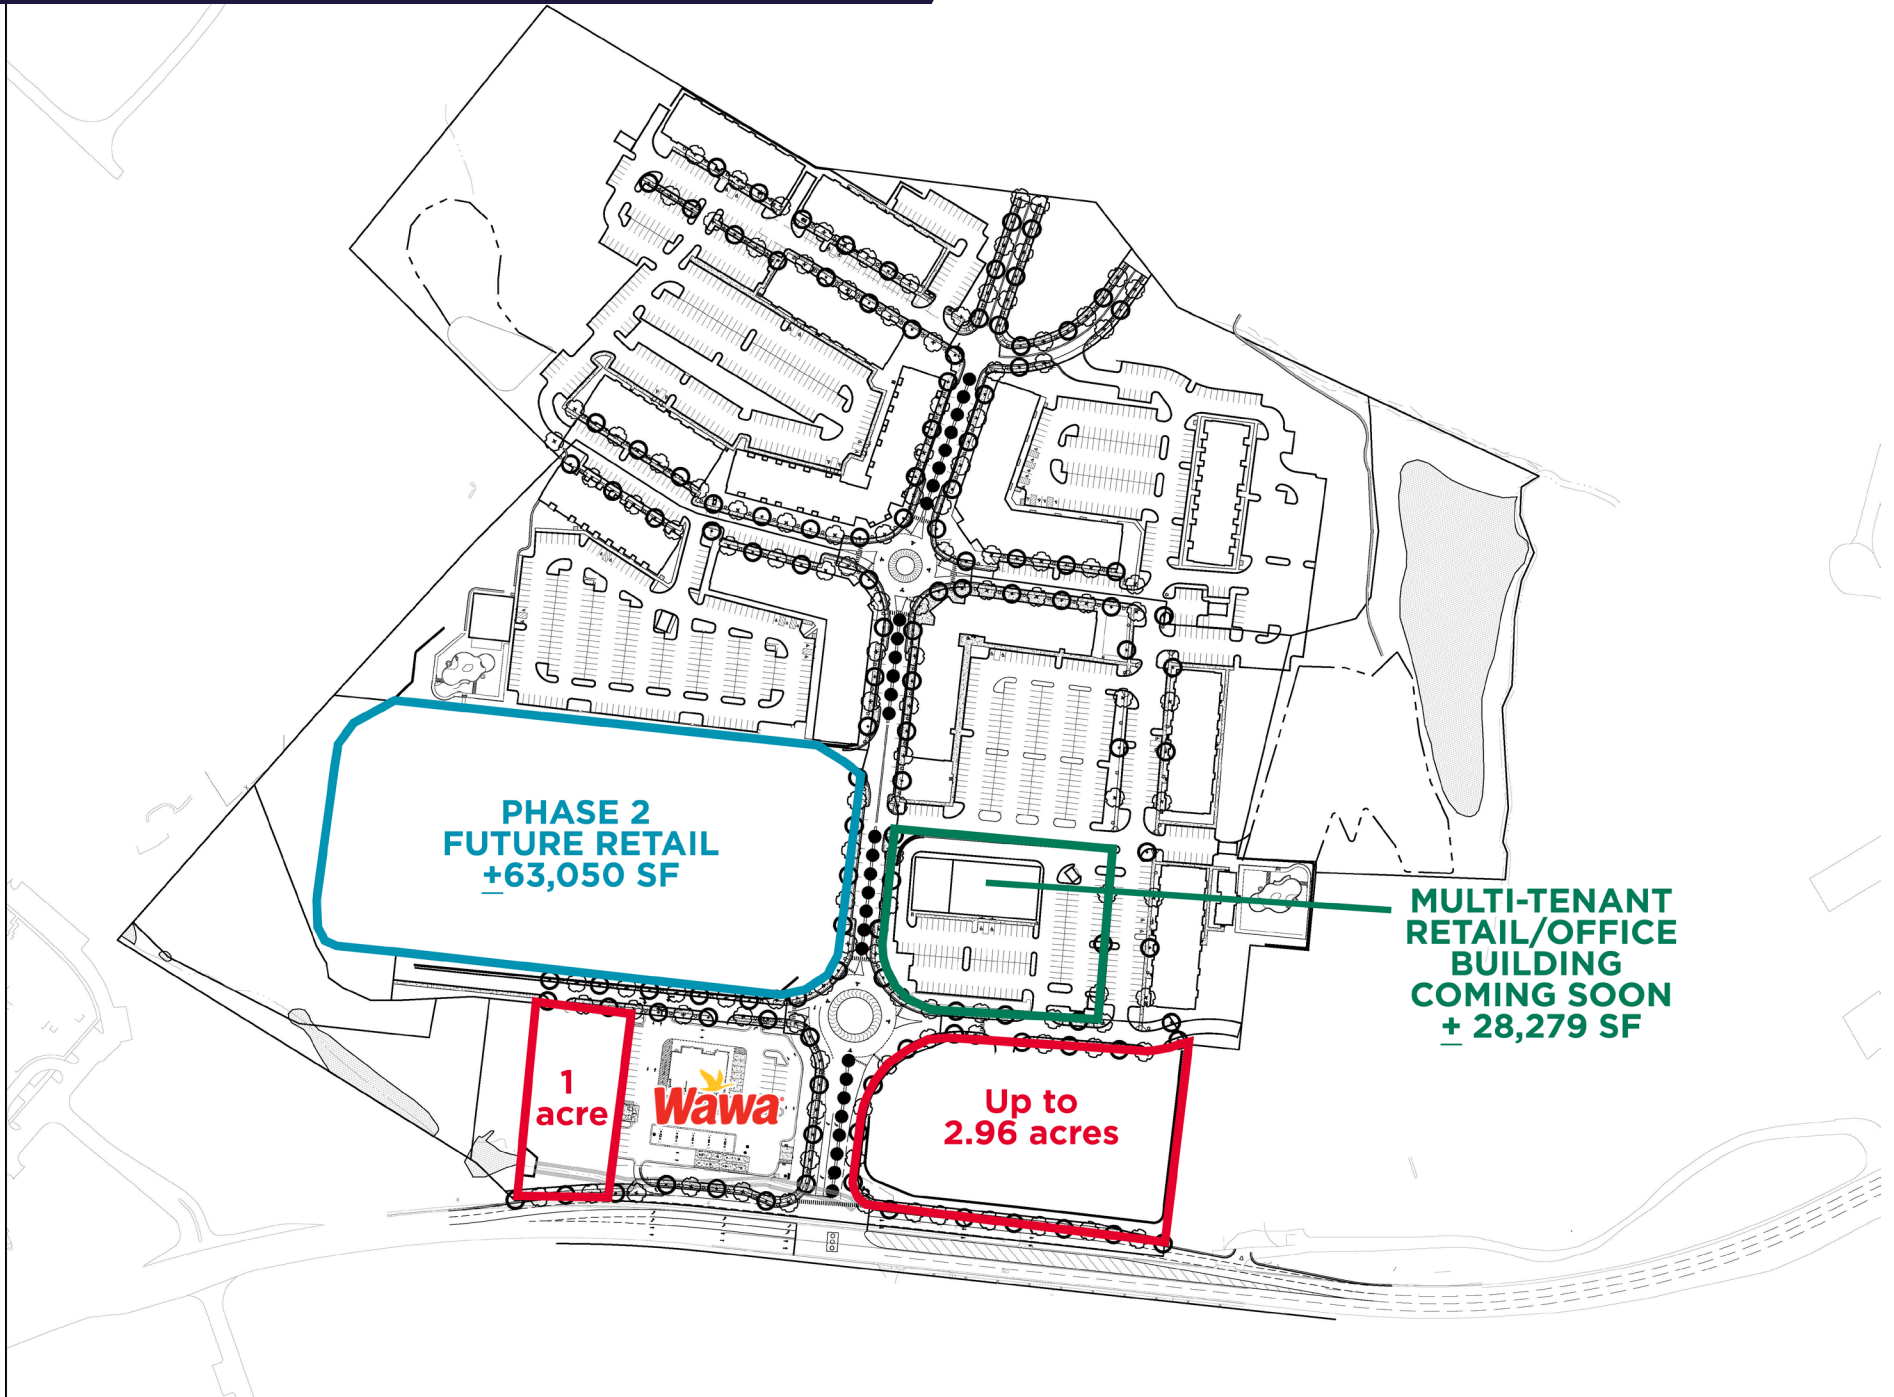 PHASE 2
FUTURE RETAIL
±63,050 SF
MULTI-TENANT
RETAIL/OFFICE
BUILDING
COMING SOON
± 28,279 SF
1
acre
Wawa
Up to
2.96 acres